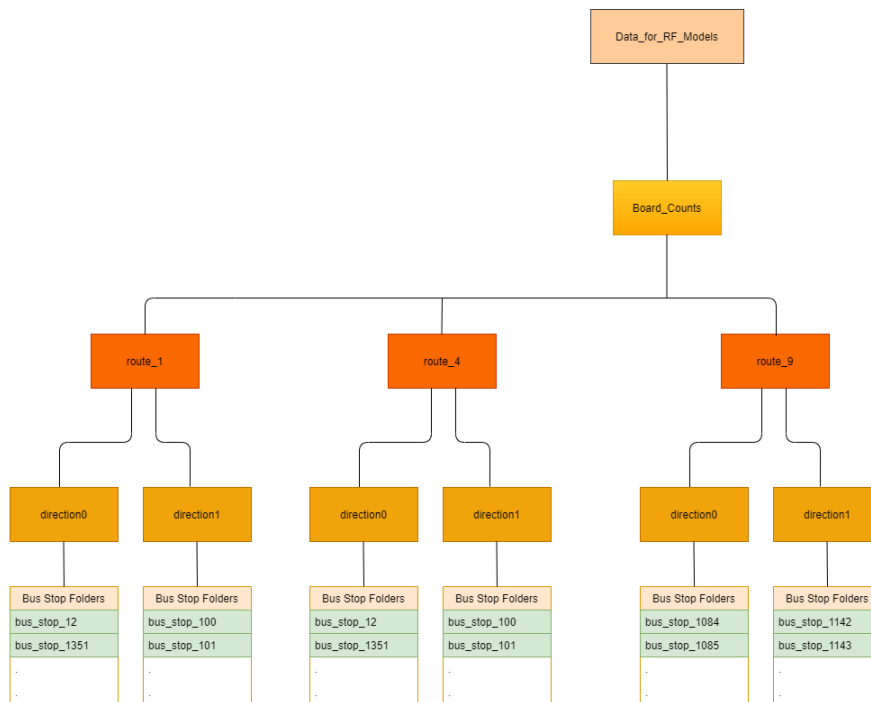 Data_for_RF_Models
Board_Counts
route_1
route_4
route_9
direction0
direction1
direction0
direction1
direction0
direction1
Bus Stop Folders
bus_stop_12
bus_stop_1351
.
.
Bus Stop Folders
bus_stop_100
bus_stop_101
.
.
Bus Stop Folders
bus_stop_12
bus_stop_1351
.
.
Bus Stop Folders
bus_stop_100
bus_stop_101
.
.
Bus Stop Folders
bus_stop_1084
bus_stop_1085
.
.
Bus Stop Folders
bus_stop_1142
bus_stop_1143
.
.